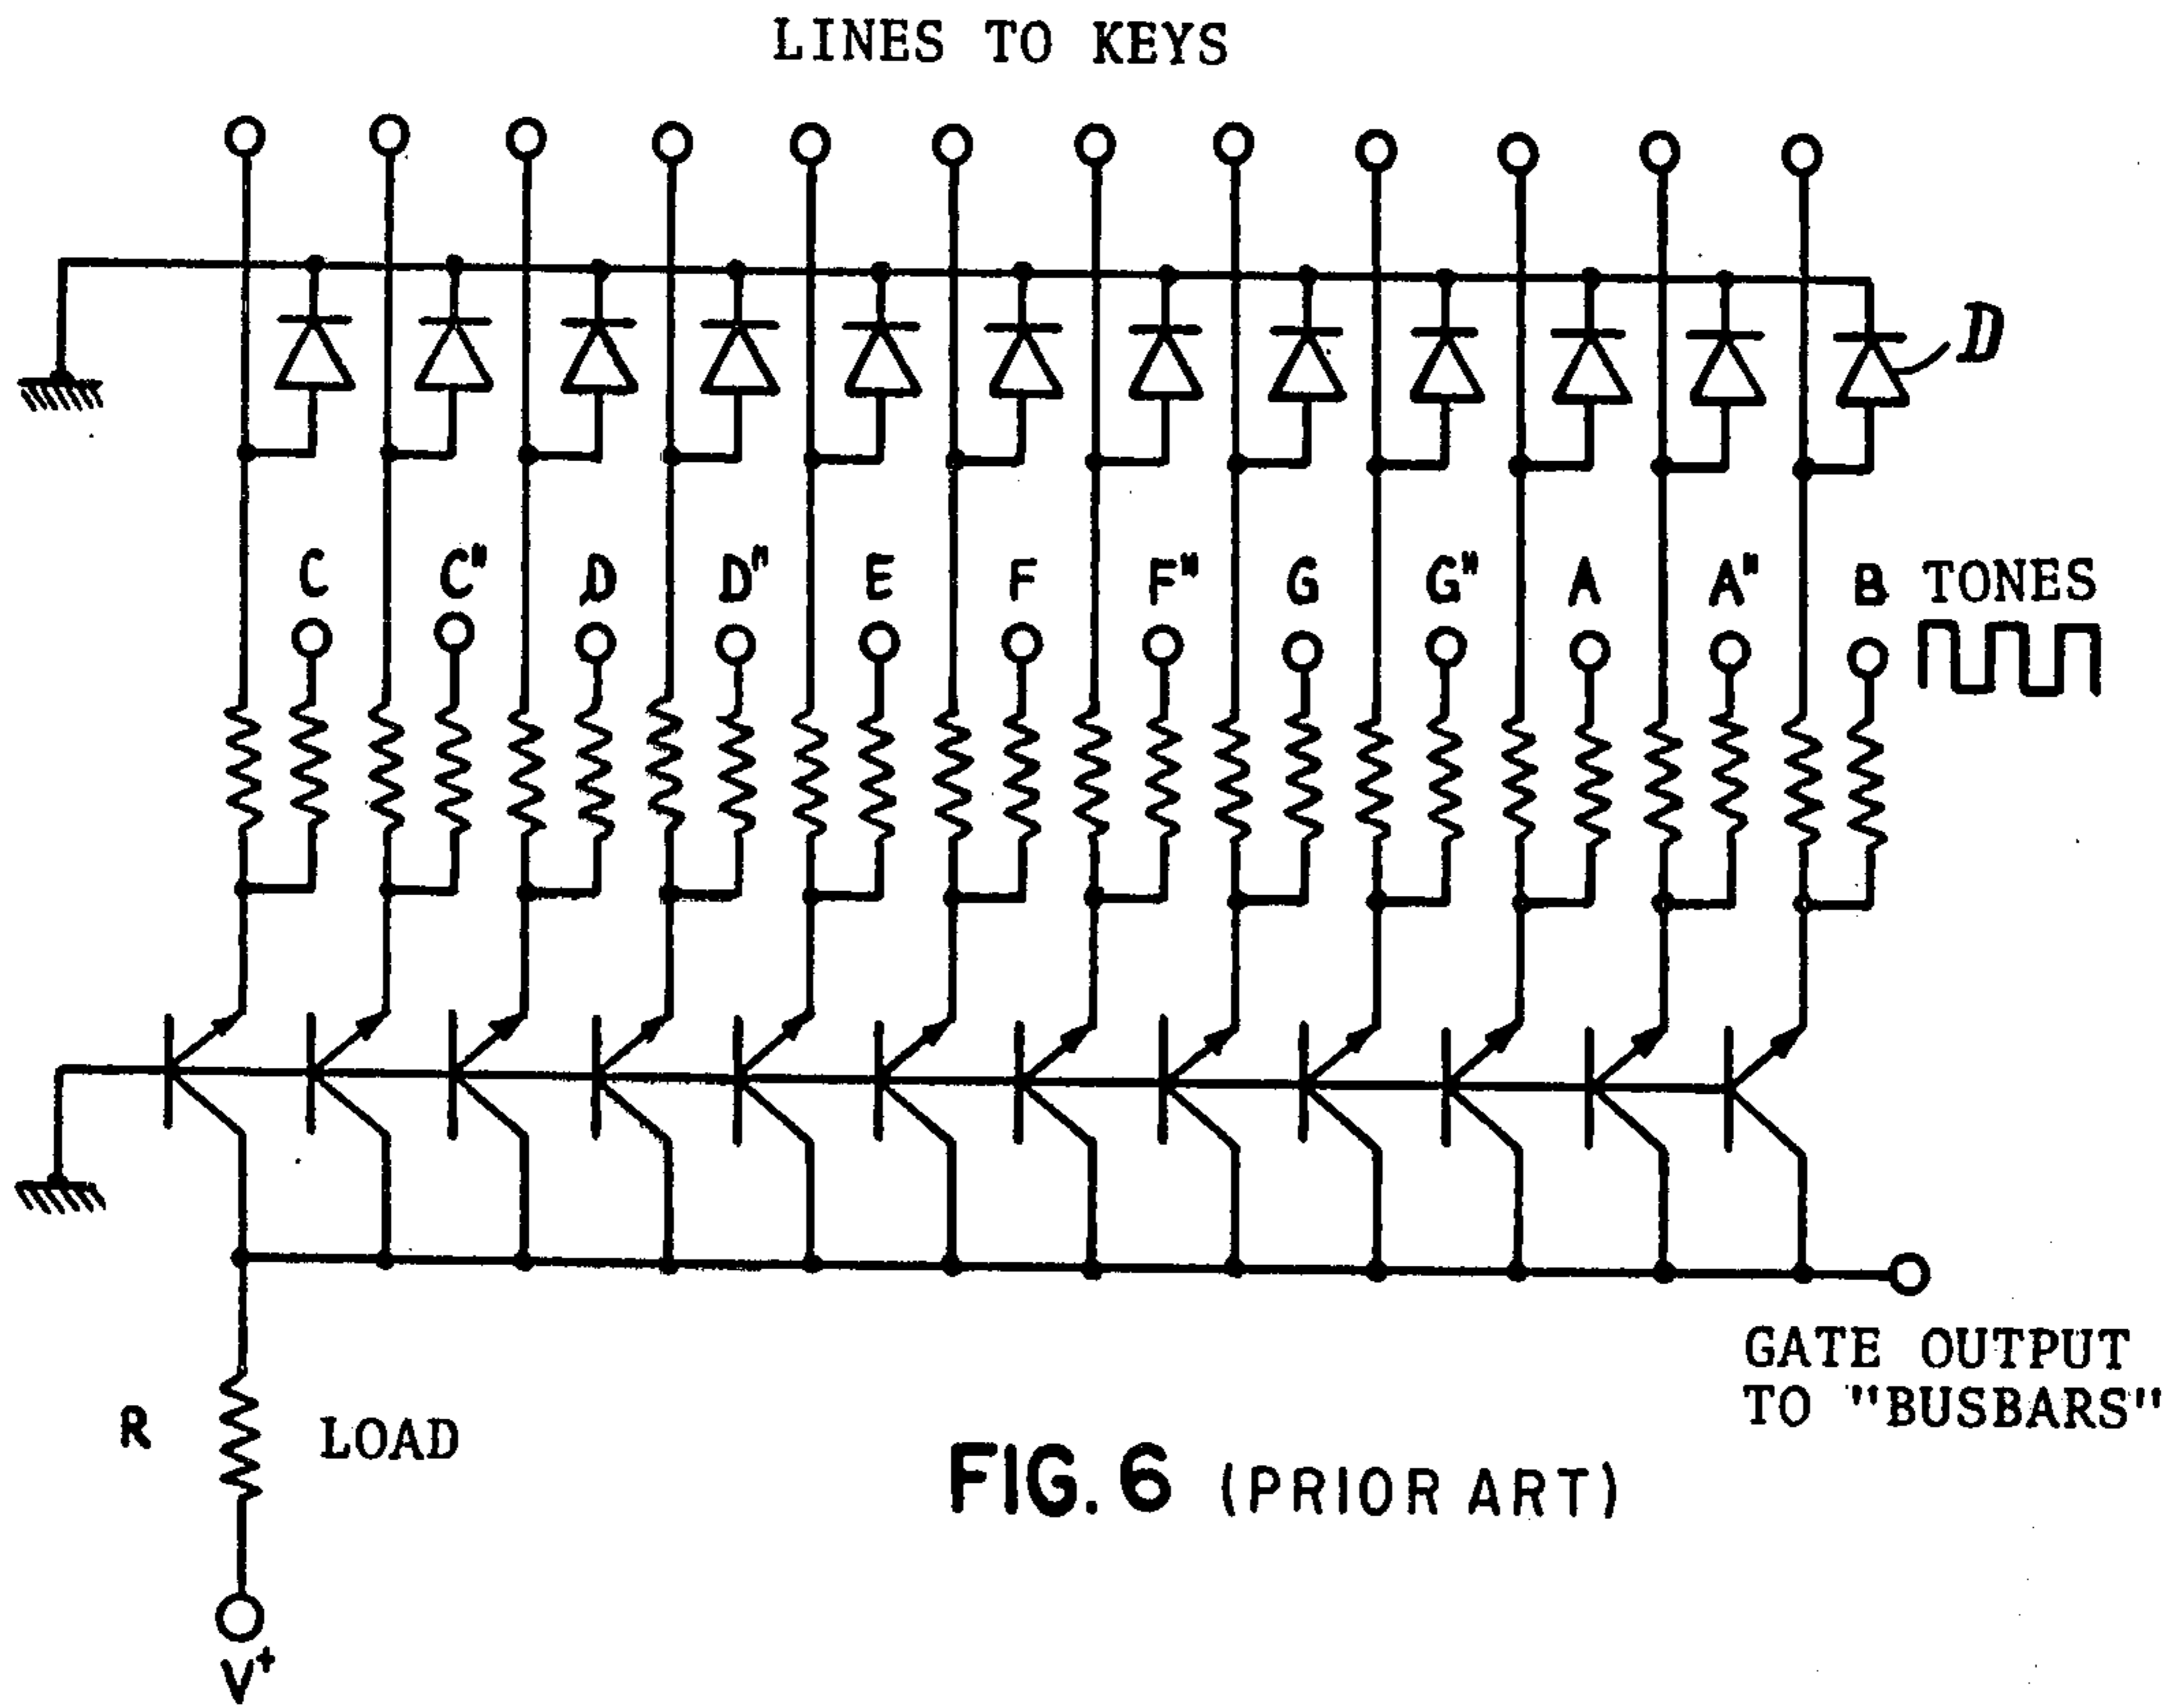 LINES TO KEYS
D
C C" D D" E F F" G G" A A" B TONES
GATE OUTPUT
TO "BUSBARS"
R LOAD
FIG. 6 (PRIOR ART)
V+